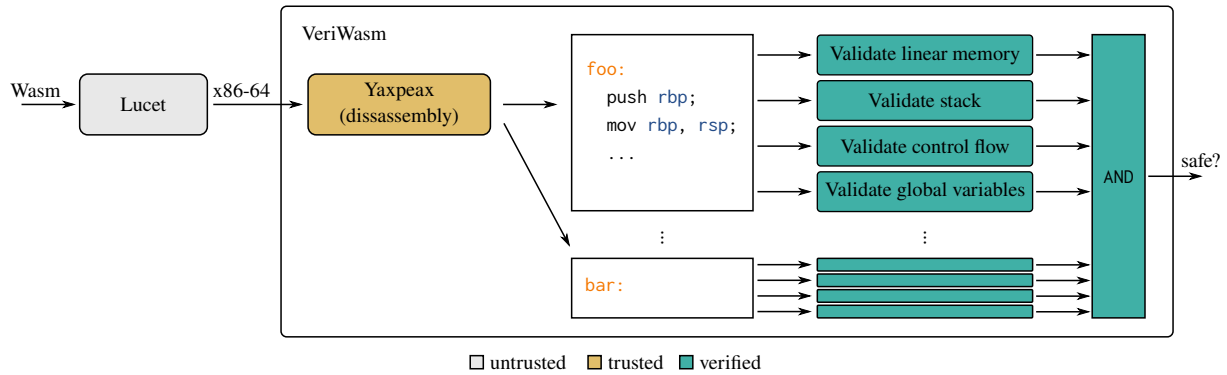 VeriWasm
Wasm
Lucet
x86-64
Yaxpeax
(dissassembly)
foo:
push rbp;
mov rbp, rsp;
...
Validate linear memory
Validate stack
Validate control flow
Validate global variables
AND
safe?
⋮
⋮
bar:
untrusted
trusted
verified